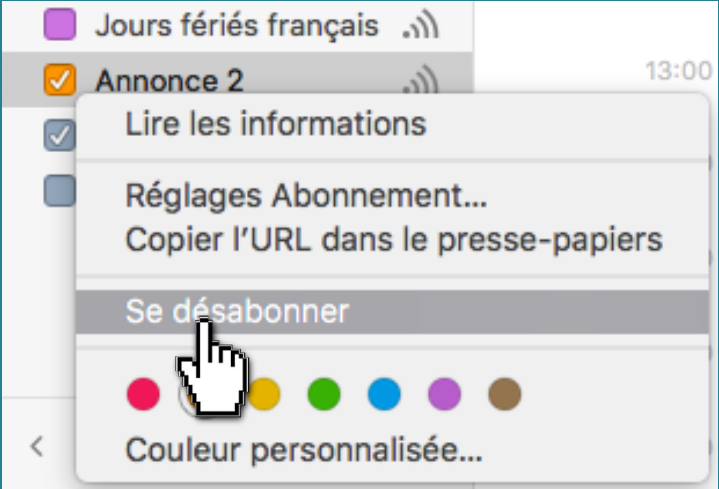 Jours fériés français
Annonce 2
13:00
Lire les informations
Réglages Abonnement...
Copier l’URL dans le presse-papiers
Se désabonner
Couleur personnalisée...